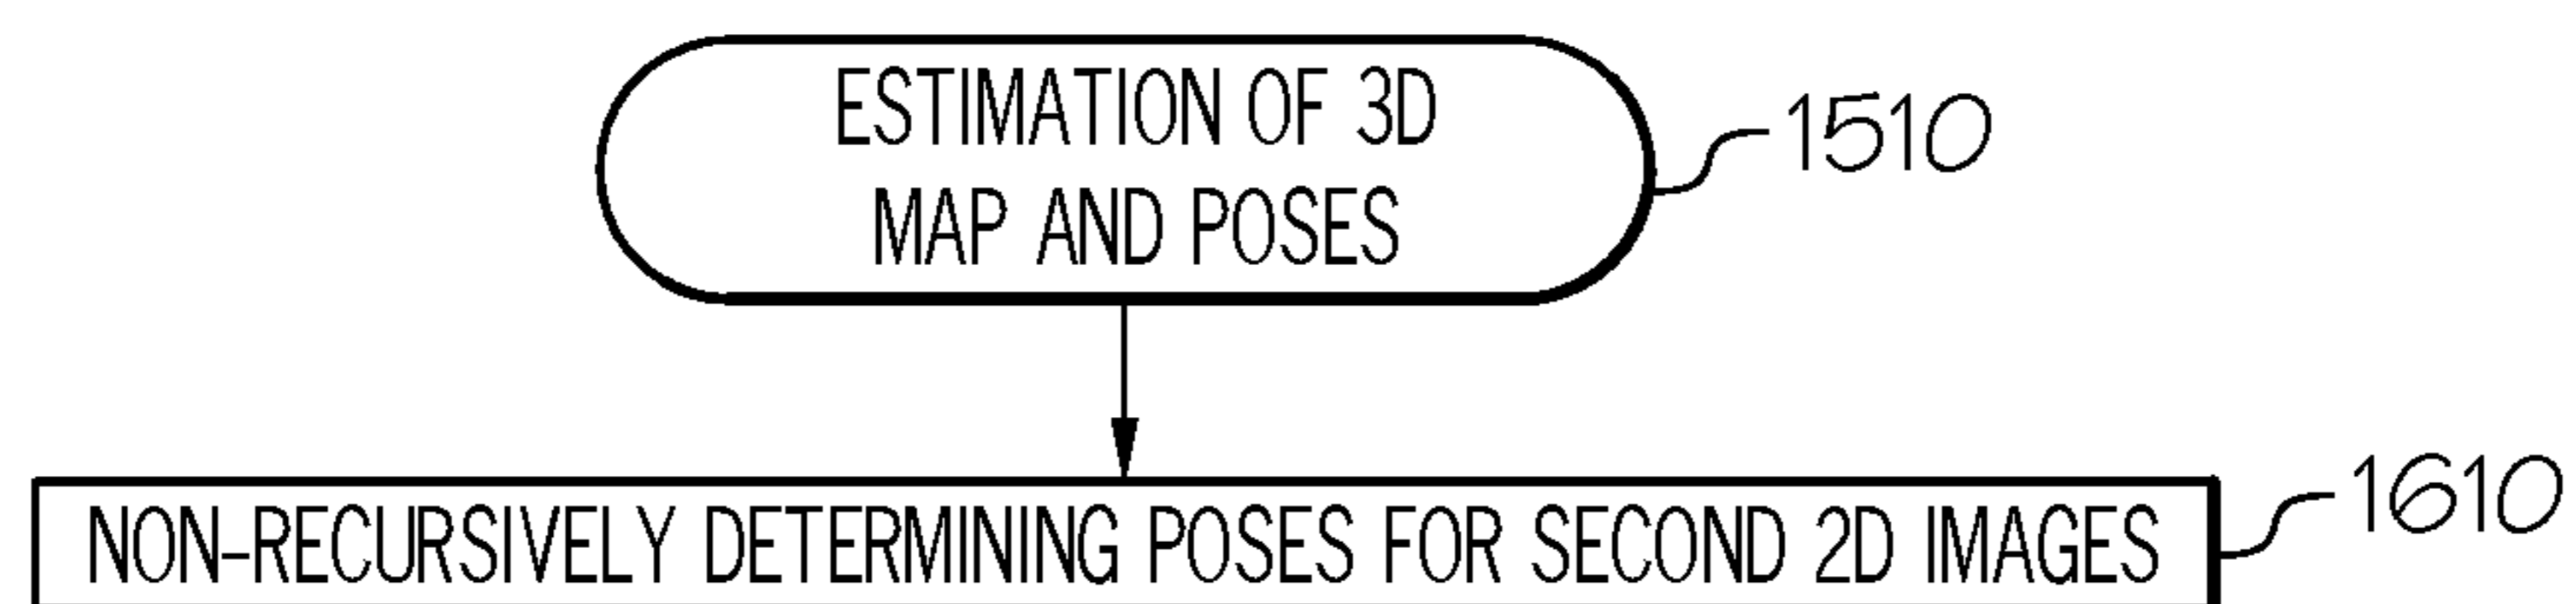 ESTIMATION OF 3D
MAP AND POSES
1510
NON-RECURSIVELY DETERMINING POSES FOR SECOND 2D IMAGES
1610